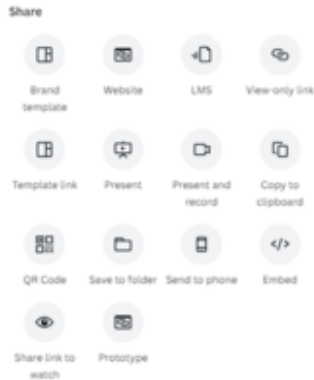 Share
Brand template
Website
LMS
View-only link
Template link
Present
Present and record
Copy to clipboard
QR Code
Save to folder
Send to phone
Embed
Share link to watch
Prototype